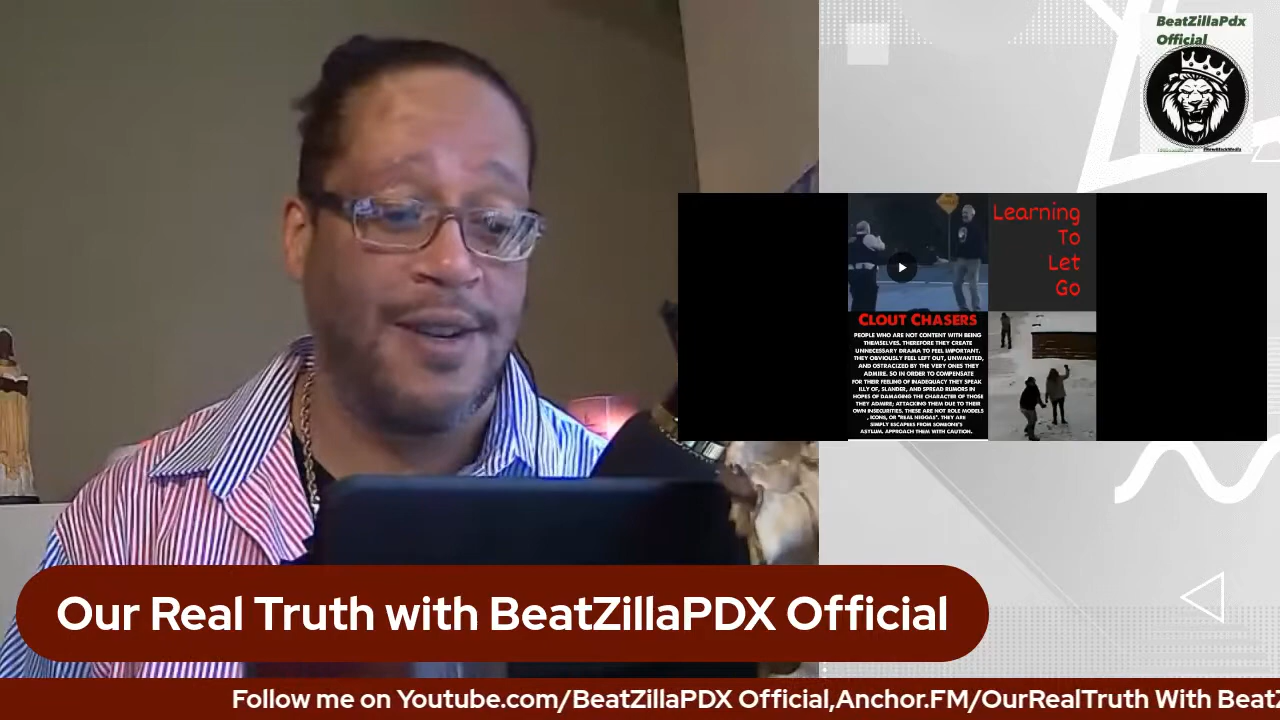 BeatZillaPdx
Official
Learning
To
Let
Go
CLOUT CHASERS
PEOPLE WHO ARE NOT CONTENT WITH BEING
THEMSELVES. THEREFORE THEY CREATE
UNNECESSARY DRAMA TO FEEL IMPORTANT.
THEY OBVIOUSLY FEEL LEFT OUT, UNWANTED,
AND OSTRACIZED BY THE VERY ONES THEY
ADMIRE. SO IN ORDER TO COMPENSATE
FOR THEIR FEELING OF INADEQUACY THEY SPEAK
ILLY OF, SLANDER, AND SPREAD RUMORS IN
HOPES OF DAMAGING THE CHARACTER OF THOSE
THEY ADMIRE; ATTACKING THEM DUE TO THEIR
OWN INSECURITIES. THESE ARE NOT ROLE MODELS
, ICONS, OR "REAL NIGGAS". THEY ARE
SIMPLY ESCAPEES FROM SOMEONE'S
ASYLUM. APPROACH THEM WITH CAUTION.
Our Real Truth with BeatZillaPDX Official
Follow me on Youtube.com/BeatZillaPDX Official,Anchor.FM/OurRealTruth With BeatZ